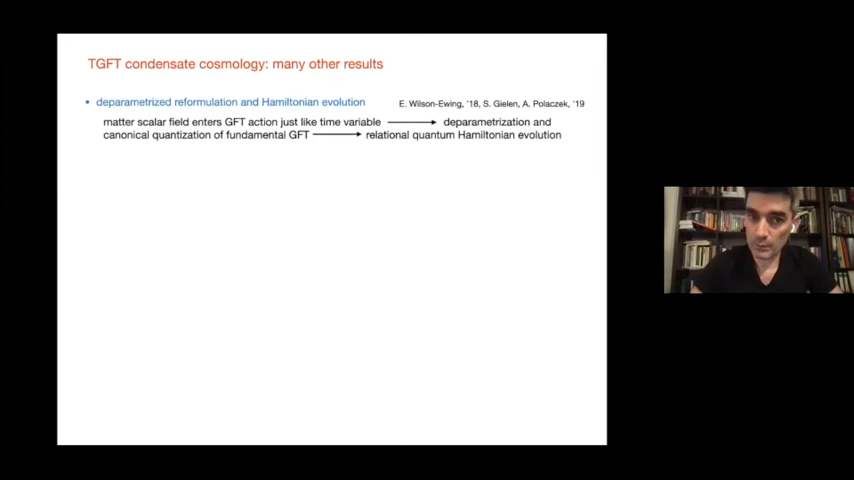 TGFT condensate cosmology: many other results
• deparametrized reformulation and Hamiltonian evolution E. Wilson-Ewing, '18, S. Gielen, A. Polaczek, '19
matter scalar field enters GFT action just like time variable ⟶ deparametrization and
canonical quantization of fundamental GFT ⟶ relational quantum Hamiltonian evolution